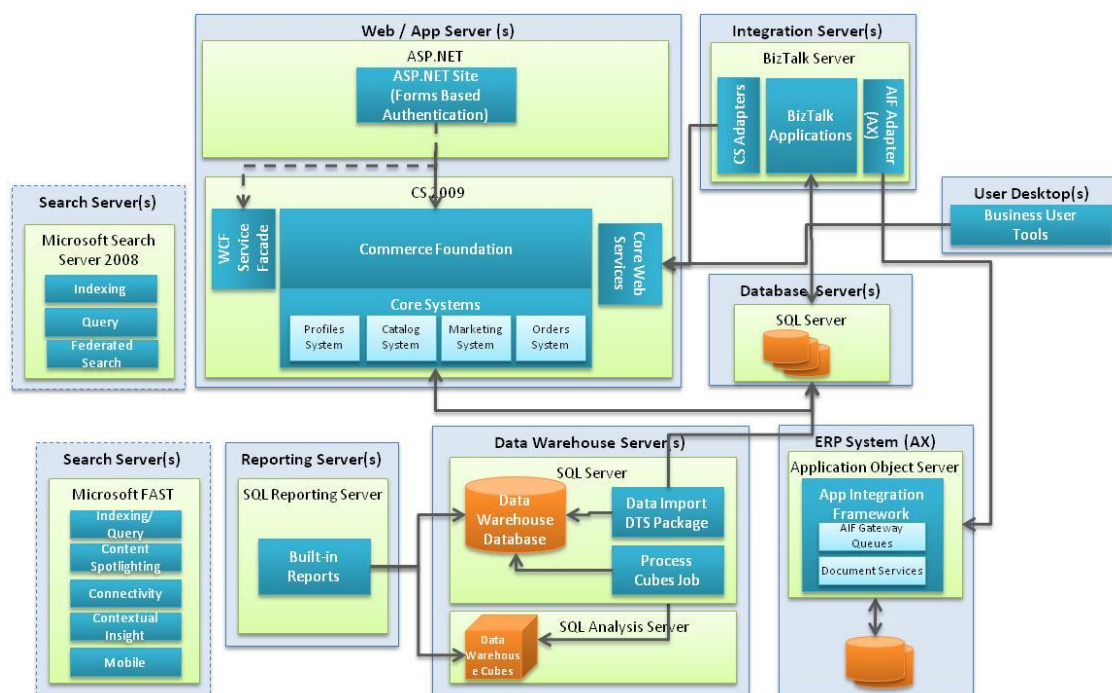 Web / App Server (s)
ASP.NET
ASP.NET Site
(Forms Based
Authentication)
CS 2009
WCF
Service
Facade
Commerce Foundation
Core Web
Services
Core Systems
Profiles
System
Catalog
System
Marketing
System
Orders
System
Integration Server(s)
BizTalk Server
CS Adapters
BizTalk
Applications
AIF Adapter
(AX)
User Desktop(s)
Business User
Tools
Search Server(s)
Microsoft Search
Server 2008
Indexing
Query
Federated
Search
Database Server(s)
SQL Server
Search Server(s)
Microsoft FAST
Indexing/
Query
Content
Spotlighting
Connectivity
Contextual
Insight
Mobile
Reporting Server(s)
SQL Reporting Server
Built-in
Reports
Data Warehouse Server(s)
SQL Server
Data
Warehouse
Database
Data Import
DTS Package
Process
Cubes Job
SQL Analysis Server
Data
Warehous
e Cubes
ERP System (AX)
Application Object Server
App Integration
Framework
AIF Gateway
Queues
Document Services